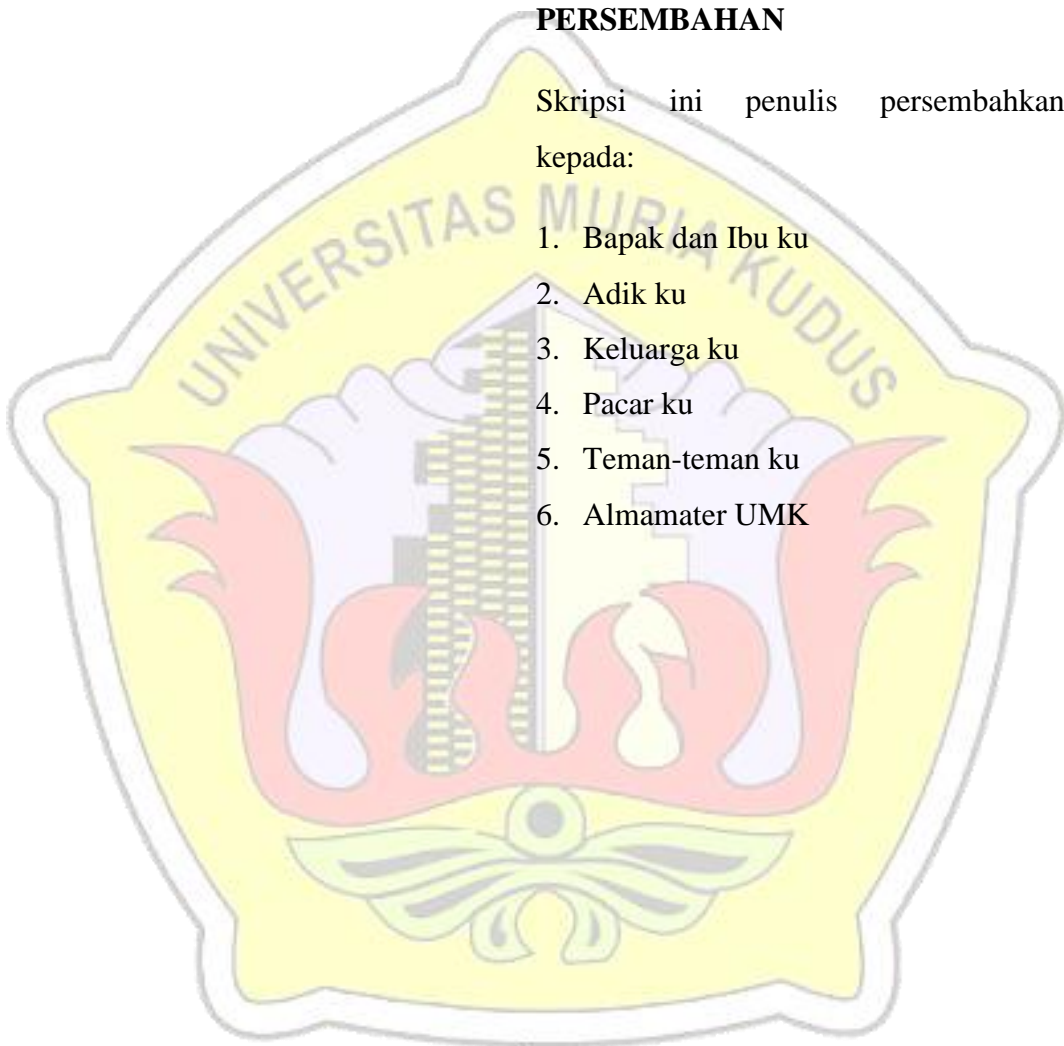 PERSEMBAHAN
Skripsi ini penulis persembahkan
kepada:
UNIVERSITAS MURIA KUDUS
1. Bapak dan Ibu ku
2. Adik ku
3. Keluarga ku
4. Pacar ku
5. Teman-teman ku
6. Almamater UMK